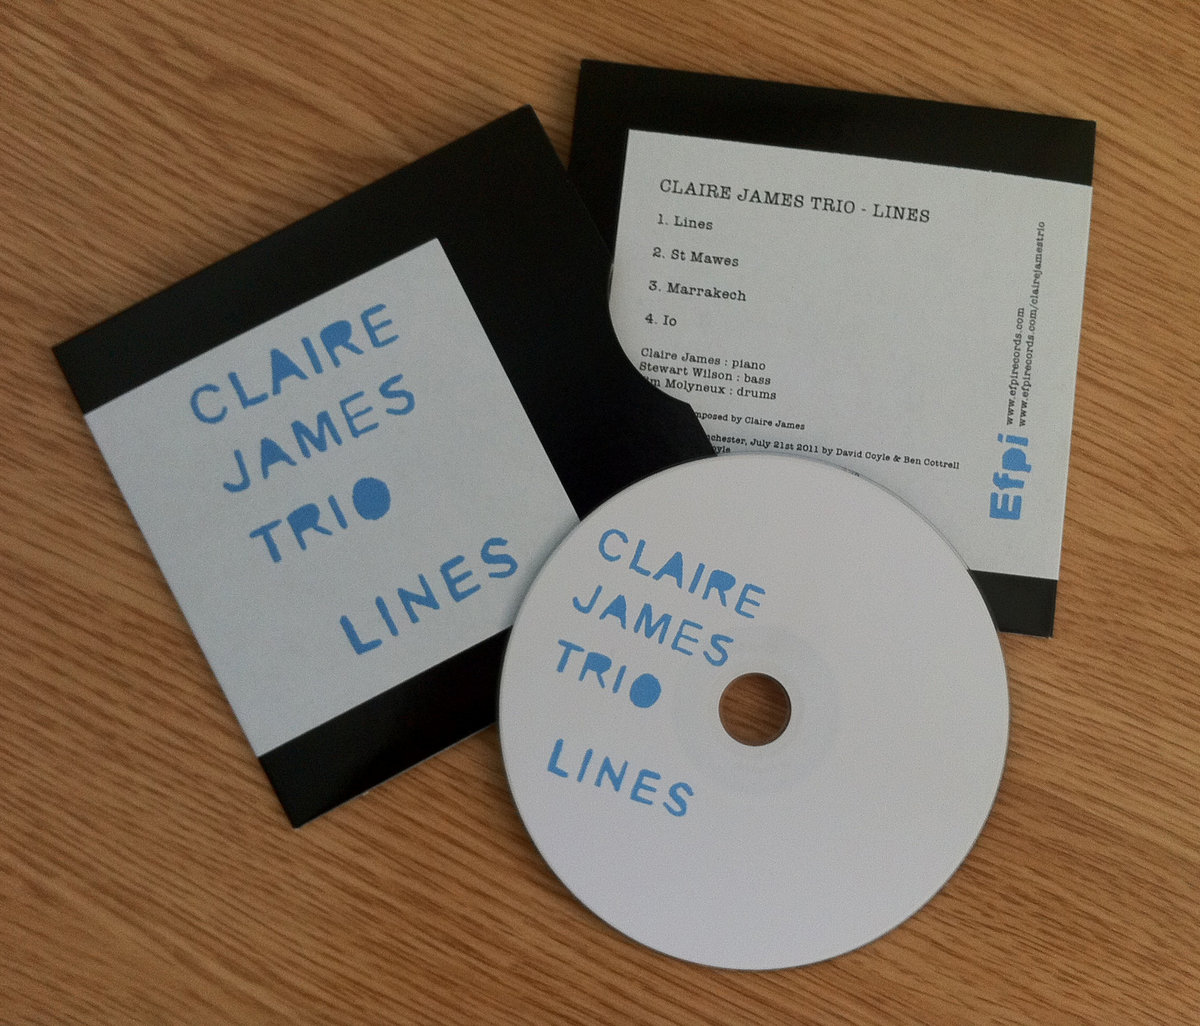 CLAIRE
JAMES
TRIO
LINES
CLAIRE JAMES TRIO - LINES
1. Lines
2. St Mawes
3. Marrakech
4. Io
Claire James : piano
Stewart Wilson : bass
Molyneux : drums
by Claire James
July 21st 2011 by David Coyle & Ben Cottrell
www.efpirecords.com
www.efpirecords.com/clairejamestrio
Efpi
CLAIRE
JAMES
TRIO
LINES